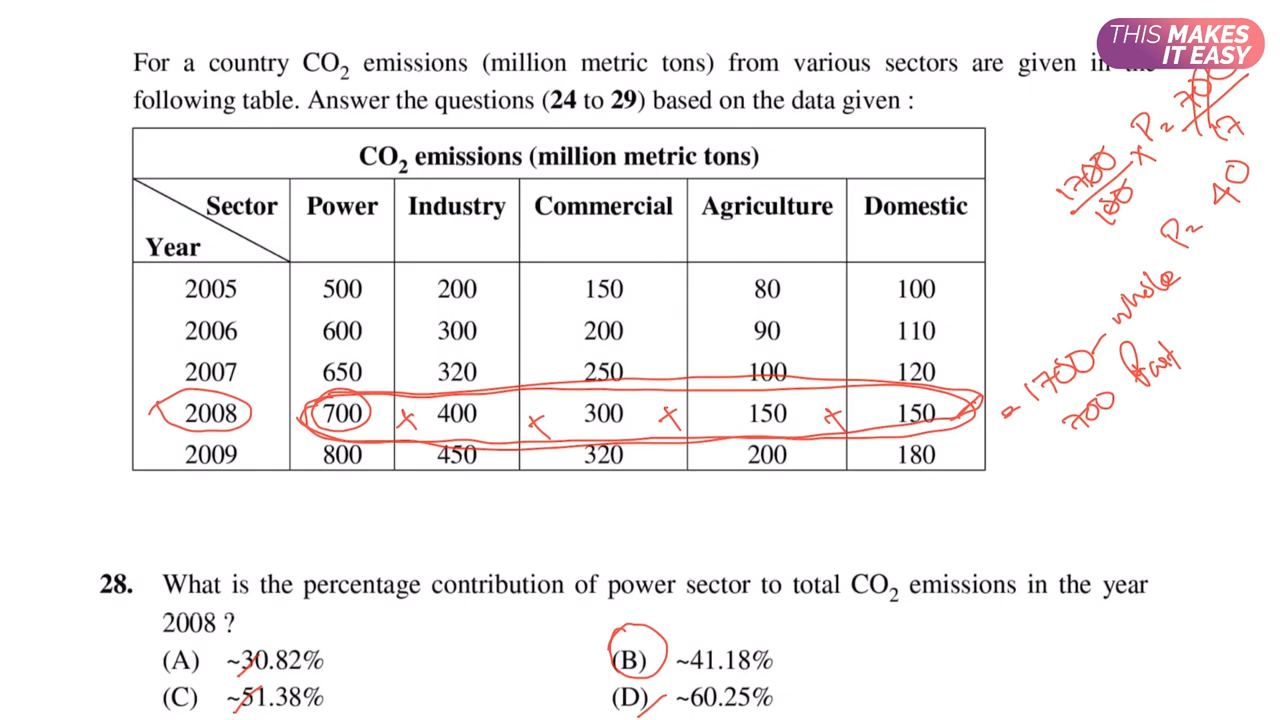 THIS MAKES
IT EASY
For a country CO₂ emissions (million metric tons) from various sectors are given in the
following table. Answer the questions (24 to 29) based on the data given :
CO₂ emissions (million metric tons)
Sector Power Industry Commercial Agriculture Domestic
Year
2005 500 200 150 80 100
2006 600 300 200 90 110
2007 650 320 250 100 120
2008 700 400 300 150 150
2009 800 450 320 200 180
1700/100 × P = 700
17
P = 40
= 1700 - whole
700 Part
28. What is the percentage contribution of power sector to total CO₂ emissions in the year
2008 ?
(A) ~30.82% (B) ~41.18%
(C) ~51.38% (D) ~60.25%